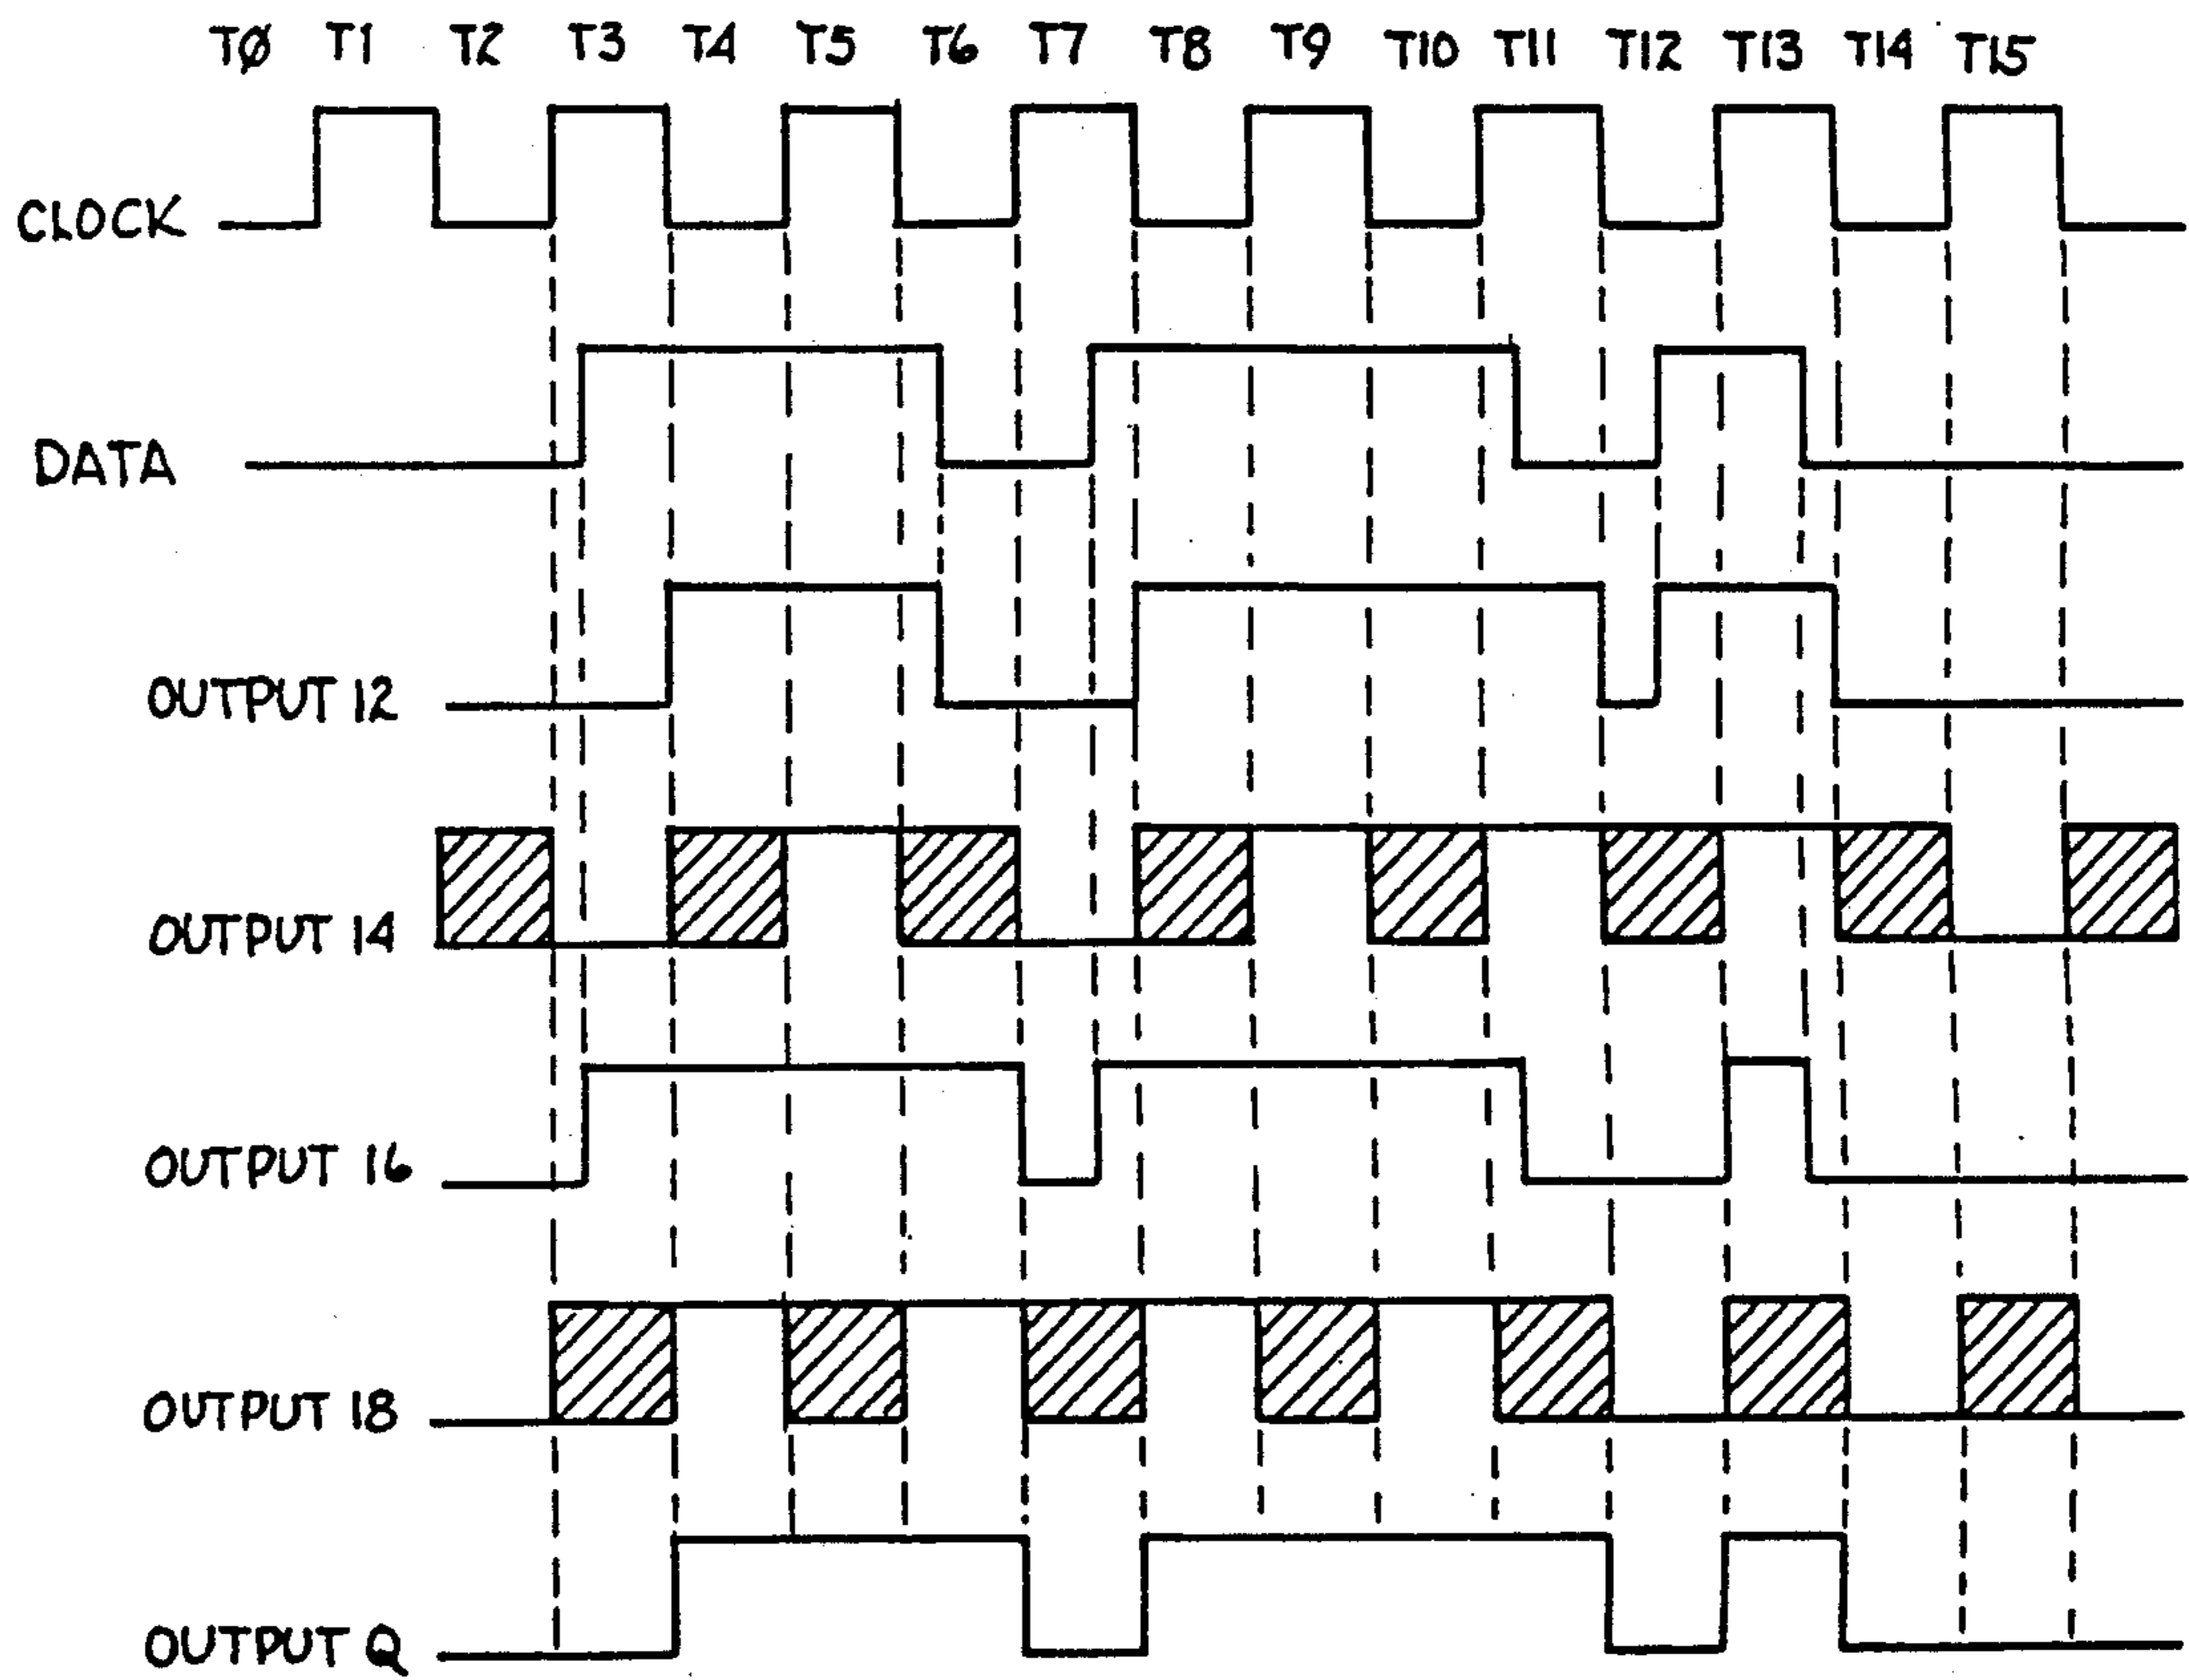 TØ T1 T2 T3 T4 T5 T6 T7 T8 T9 T10 T11 T12 T13 T14 T15
CLOCK
DATA
OUTPUT 12
OUTPUT 14
OUTPUT 16
OUTPUT 18
OUTPUT Q